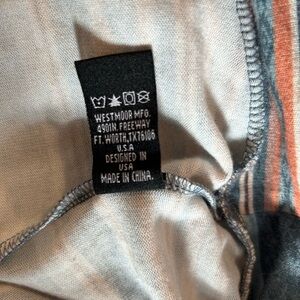 WESTMOOR MFG.
4901N. FREEWAY
FT. WORTH,TX76106
U.S.A
DESIGNED IN
USA
MADE IN CHINA.